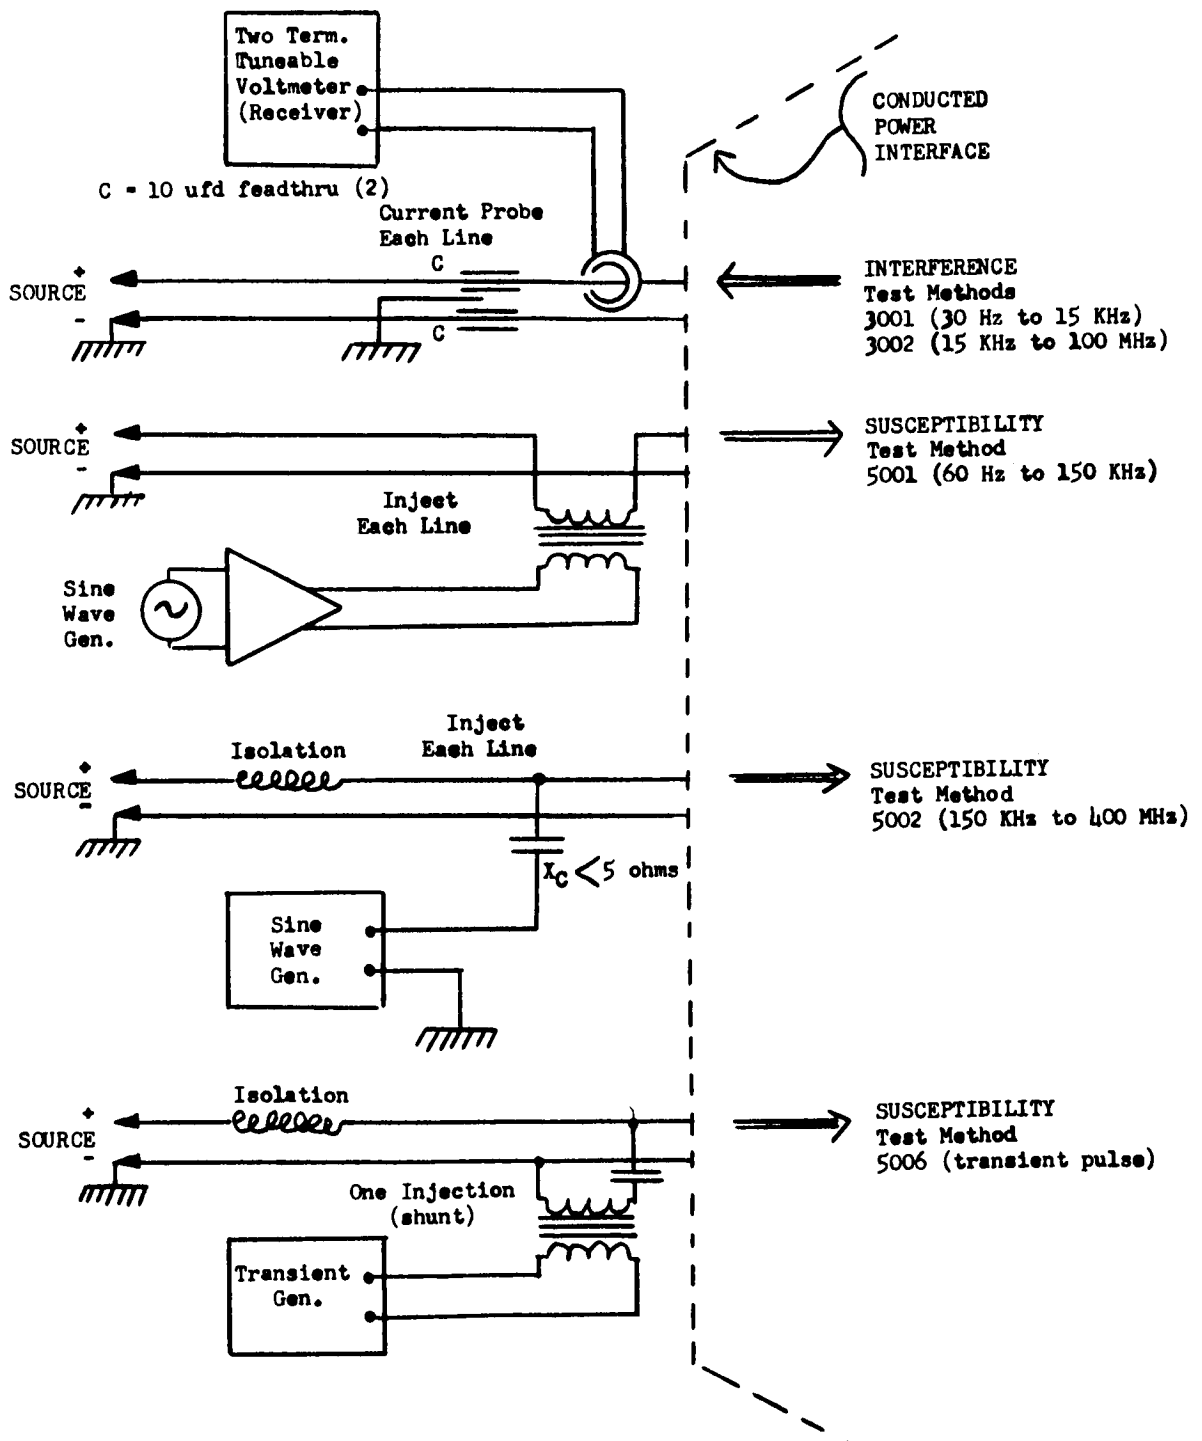 Two Term.
Tuneable
Voltmeter
(Receiver)
CONDUCTED
POWER
INTERFACE
C = 10 ufd feadthru (2)
Current Probe
Each Line
C
+
SOURCE
-
C
INTERFERENCE
Test Methods
3001 (30 Hz to 15 KHz)
3002 (15 KHz to 100 MHz)
+
SOURCE
-
SUSCEPTIBILITY
Test Method
5001 (60 Hz to 150 KHz)
Inject
Each Line
Sine
Wave
Gen.
Inject
Each Line
Isolation
+
SOURCE
-
SUSCEPTIBILITY
Test Method
5002 (150 KHz to 400 MHz)
XC < 5 ohms
Sine
Wave
Gen.
Isolation
+
SOURCE
-
SUSCEPTIBILITY
Test Method
5006 (transient pulse)
One Injection
(shunt)
Transient
Gen.